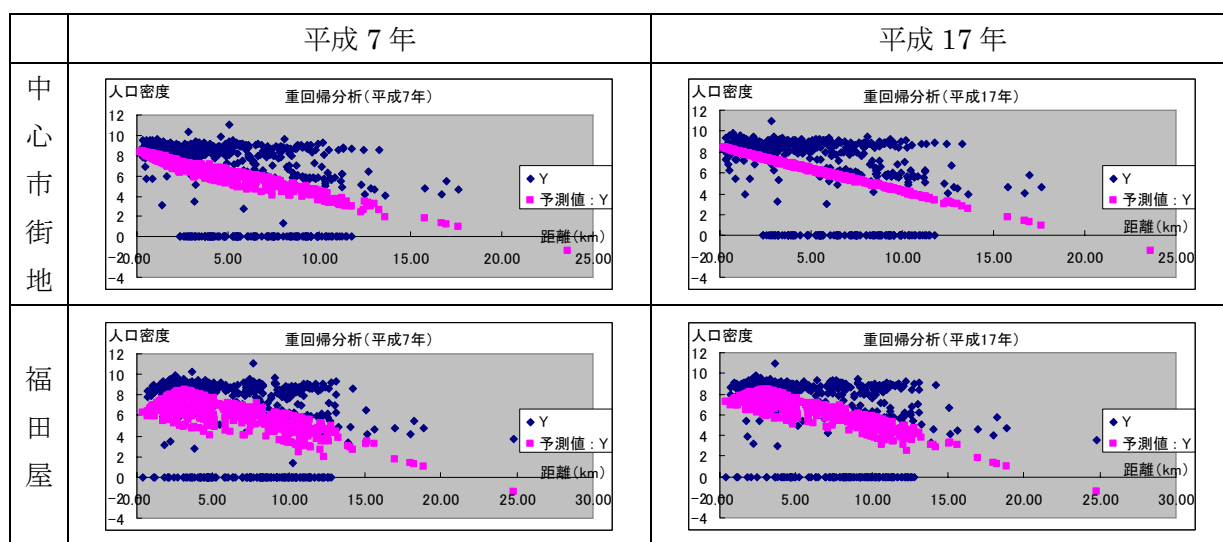 平成 7 年
平成 17 年
中心市街地
人口密度
重回帰分析(平成7年)
12
10
8
6
4
2
0
-2
-4
0.00
5.00
10.00
15.00
20.00
25.00
距離(km)
Y
予測値：Y
人口密度
重回帰分析(平成17年)
12
10
8
6
4
2
0
-2
-4
0.00
5.00
10.00
15.00
20.00
25.00
距離(km)
Y
予測値：Y
福田屋
人口密度
重回帰分析(平成7年)
12
10
8
6
4
2
0
-2
-4
0.00
5.00
10.00
15.00
20.00
25.00
30.00
距離(km)
Y
予測値：Y
人口密度
重回帰分析(平成17年)
12
10
8
6
4
2
0
-2
-4
0.00
5.00
10.00
15.00
20.00
25.00
30.00
距離(km)
Y
予測値：Y